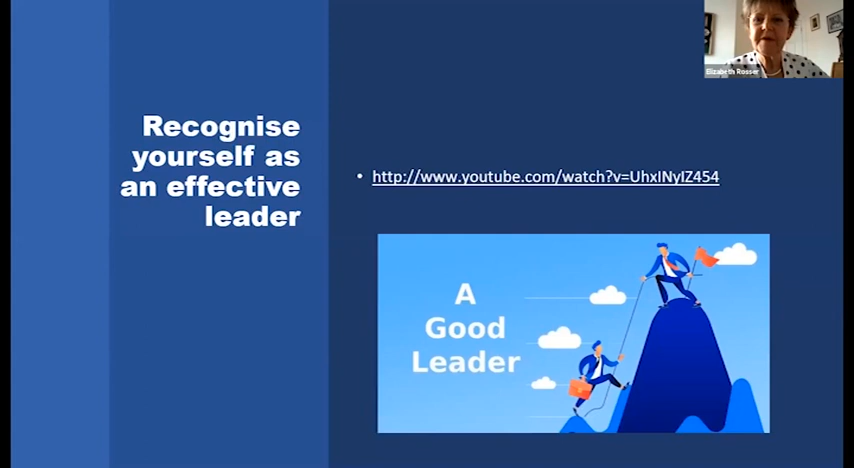 Elizabeth Rosser
Recognise
yourself as
an effective
leader
• http://www.youtube.com/watch?v=UhxINyIZ454
A
Good
Leader